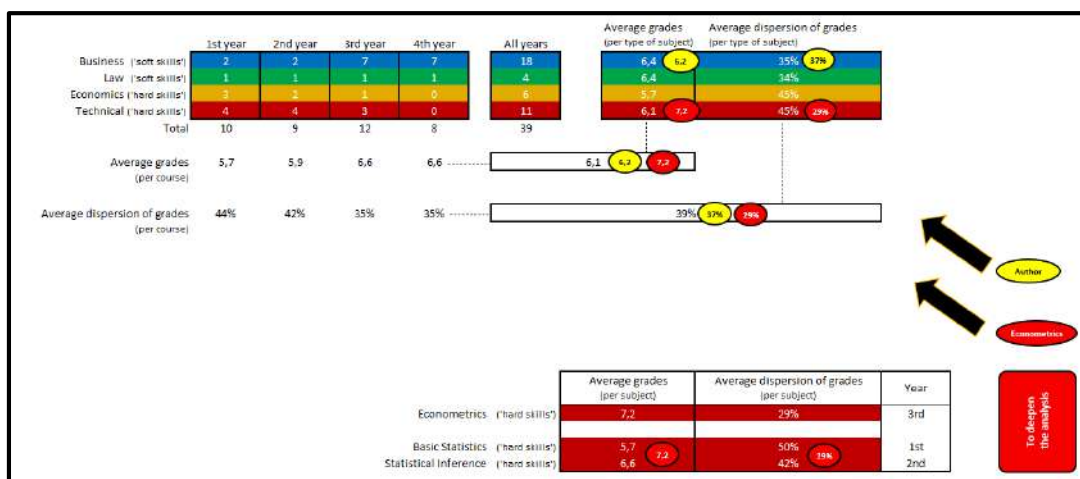 Average grades Average dispersion of grades
1st year 2nd year 3rd year 4th year All years (per type of subject) (per type of subject)
Business ('soft skills') 2 2 7 7 18 6,4 6,2 35% 37%
Law ('soft skills') 1 1 1 1 4 6,4 34%
Economics ('hard skills') 3 2 1 0 6 5,7 45%
Technical ('hard skills') 4 4 3 0 11 6,1 7,2 45% 29%
Total 10 9 12 8 39
Average grades 5,7 5,9 6,6 6,6 6,1 6,2 7,2
(per course)
Average dispersion of grades 44% 42% 35% 35% 39% 37% 29%
(per course)
Author
Econometrics
Average grades Average dispersion of grades Year
(per subject) (per subject)
Econometrics ('hard skills') 7,2 29% 3rd
Basic Statistics ('hard skills') 5,7 50% 1st
7,2 29%
Statistical Inference ('hard skills') 6,6 42% 2nd
To deepen
the analysis